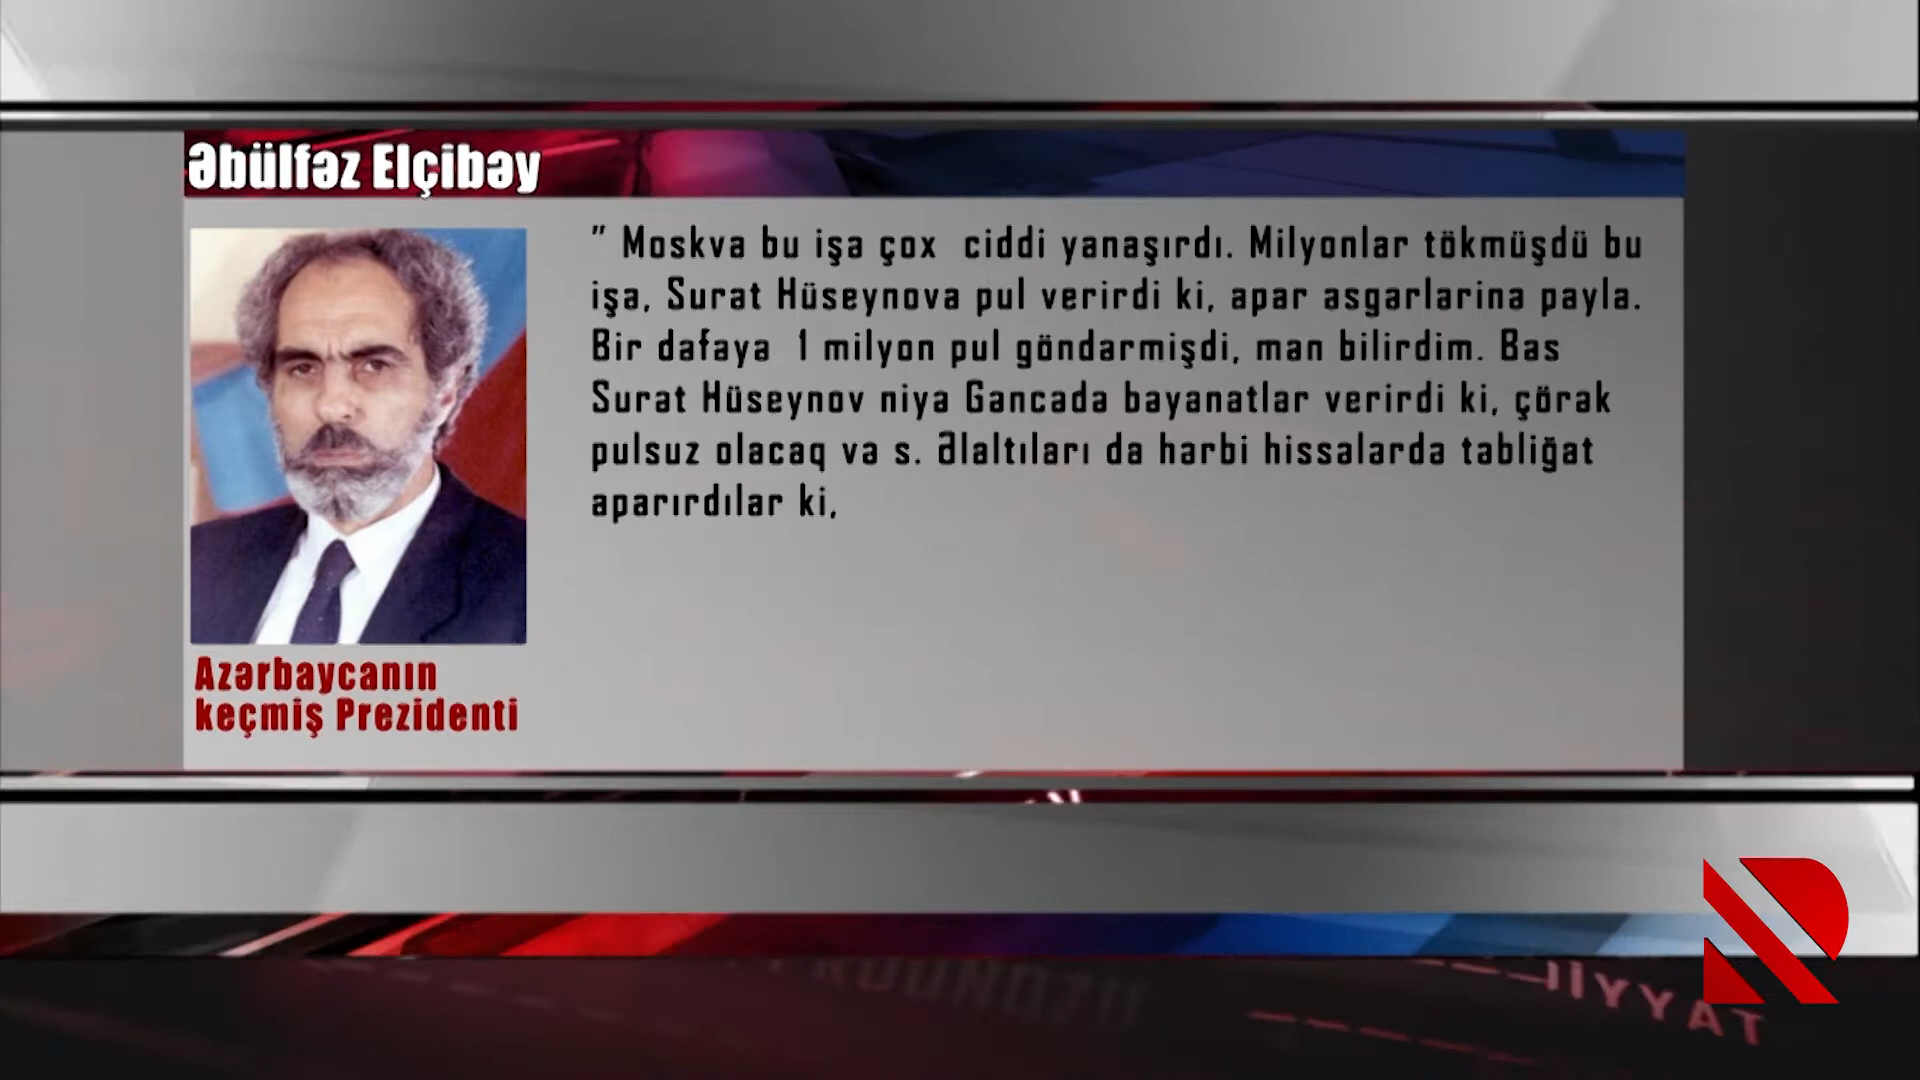 Əbülfəz Elçibəy
" Moskva bu işa çox ciddi yanaşırdı. Milyonlar tökmüşdü bu
işa, Surat Hüseynova pul verirdi ki, apar asgarlarina payla.
Bir dafaya 1 milyon pul göndarmişdi, man bilirdim. Bas
Surat Hüseynov niya Gancada bayanatlar verirdi ki, çörak
pulsuz olacaq va s. Əlaltıları da harbi hissalarda tabliğat
aparırdılar ki,
Azərbaycanın
keçmiş Prezidenti